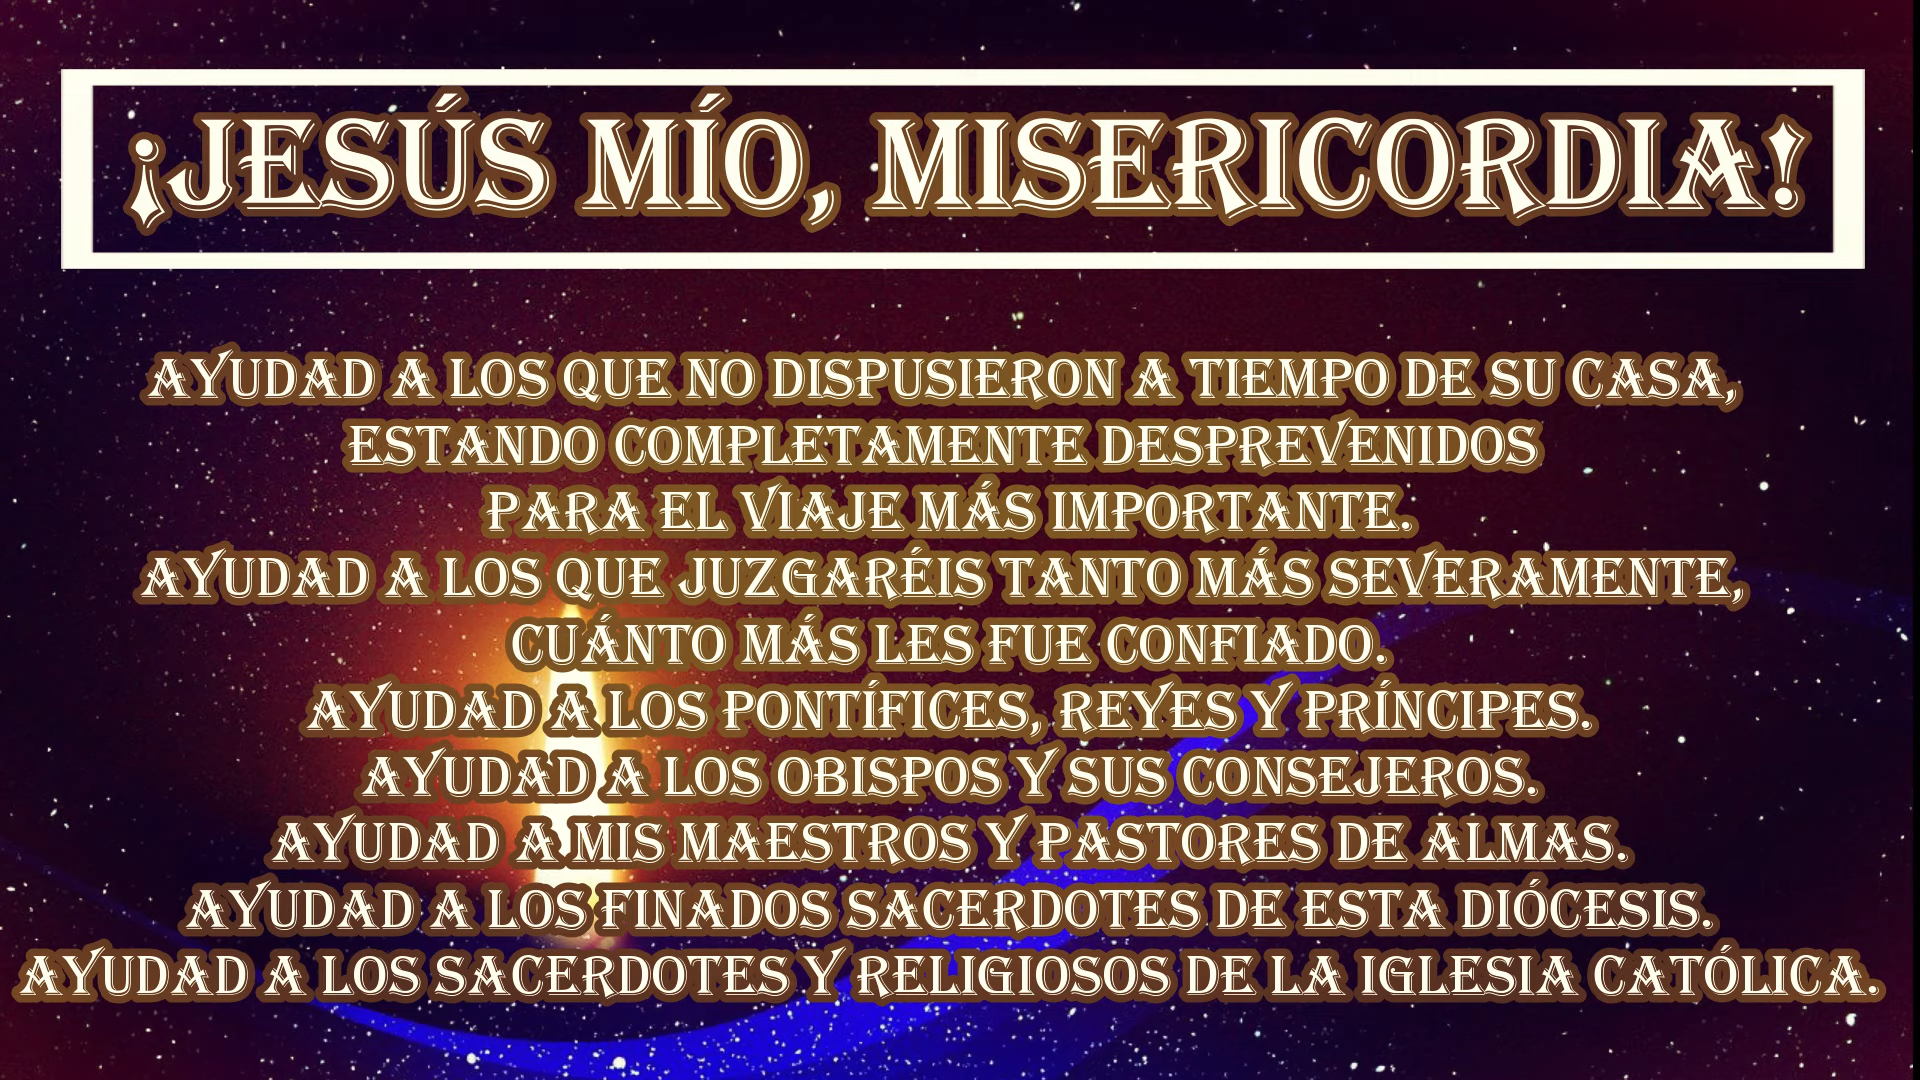 ¡JESÚS MÍO, MISERICORDIA!
AYUDAD A LOS QUE NO DISPUSIERON A TIEMPO DE SU CASA,
ESTANDO COMPLETAMENTE DESPREVENIDOS
PARA EL VIAJE MÁS IMPORTANTE.
AYUDAD A LOS QUE JUZGARÉIS TANTO MÁS SEVERAMENTE,
CUÁNTO MÁS LES FUE CONFIADO.
AYUDAD A LOS PONTÍFICES, REYES Y PRÍNCIPES.
AYUDAD A LOS OBISPOS Y SUS CONSEJEROS.
AYUDAD A MIS MAESTROS Y PASTORES DE ALMAS.
AYUDAD A LOS FINADOS SACERDOTES DE ESTA DIÓCESIS.
AYUDAD A LOS SACERDOTES Y RELIGIOSOS DE LA IGLESIA CATÓLICA.